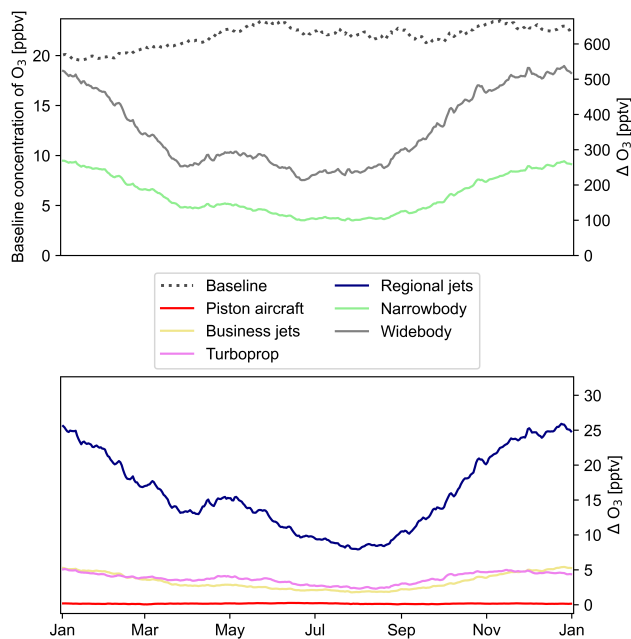 Baseline concentration of O₃ [ppbv]
20
15
10
5
0
600
500
400
300
200
100
0
Δ O₃ [pptv]
Baseline
Piston aircraft
Business jets
Turboprop
Regional jets
Narrowbody
Widebody
30
25
20
15
10
5
0
Δ O₃ [pptv]
Jan Mar May Jul Sep Nov Jan